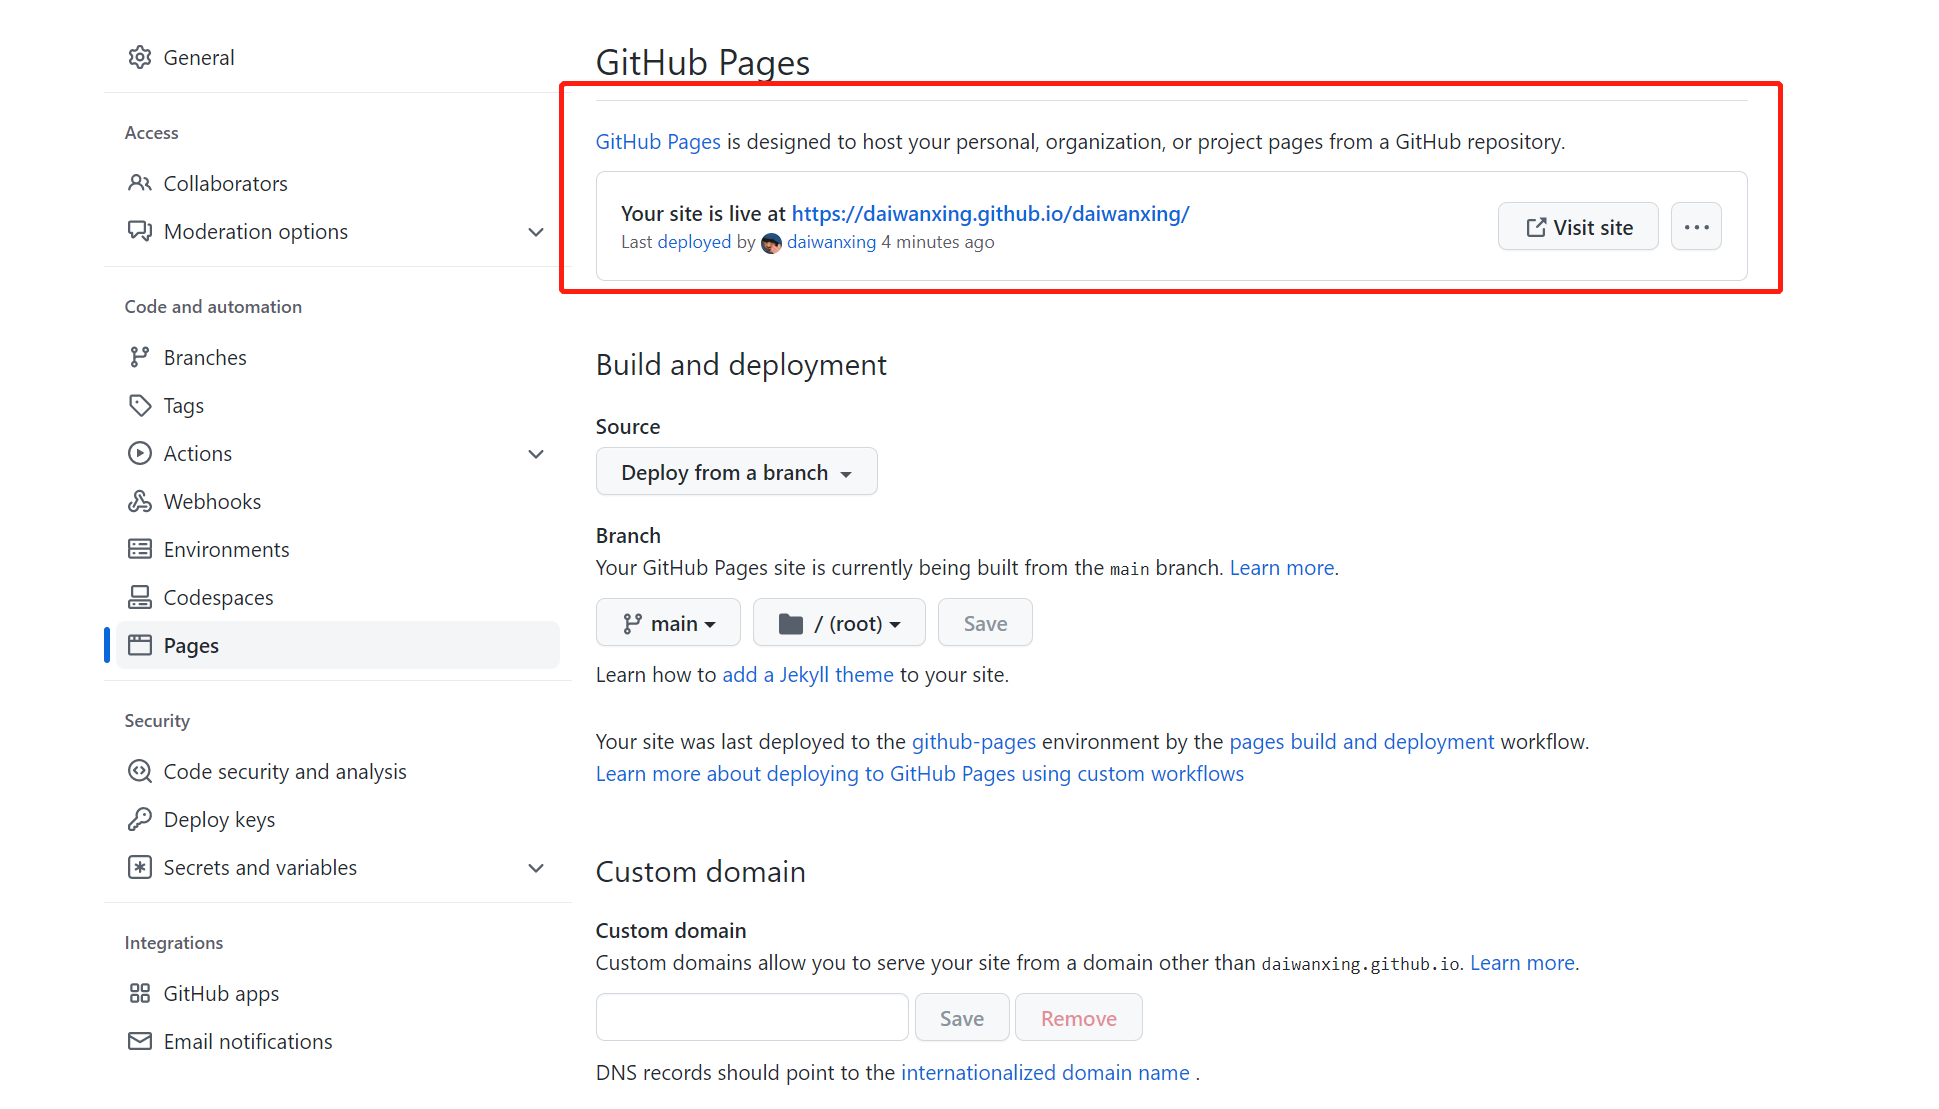 General
Access
Collaborators
Moderation options
Code and automation
Branches
Tags
Actions
Webhooks
Environments
Codespaces
Pages
Security
Code security and analysis
Deploy keys
Secrets and variables
Integrations
GitHub apps
Email notifications
GitHub Pages
GitHub Pages is designed to host your personal, organization, or project pages from a GitHub repository.
Your site is live at https://daiwanxing.github.io/daiwanxing/
Last deployed by daiwanxing 4 minutes ago
Visit site
Build and deployment
Source
Deploy from a branch
Branch
Your GitHub Pages site is currently being built from the main branch. Learn more.
main / (root) Save
Learn how to add a Jekyll theme to your site.
Your site was last deployed to the github-pages environment by the pages build and deployment workflow.
Learn more about deploying to GitHub Pages using custom workflows
Custom domain
Custom domain
Custom domains allow you to serve your site from a domain other than daiwanxing.github.io. Learn more.
Save Remove
DNS records should point to the internationalized domain name .